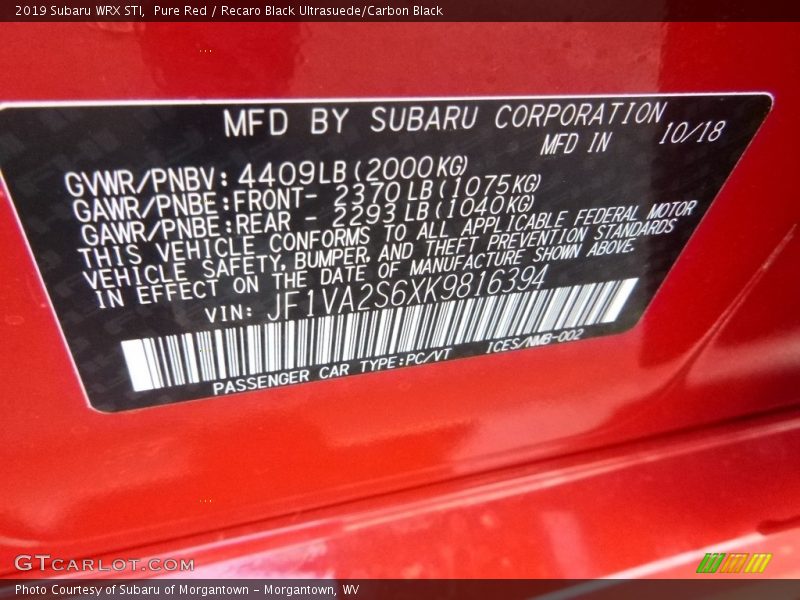 2019 Subaru WRX STI, Pure Red / Recaro Black Ultrasuede/Carbon Black
MFD BY SUBARU CORPORATION
MFD IN 10/18
GVWR/PNBV: 4409LB(2000KG)
GAWR/PNBE:FRONT- 2370LB(1075KG)
GAWR/PNBE:REAR - 2293LB(1040KG)
THIS VEHICLE CONFORMS TO ALL APPLICABLE FEDERAL MOTOR
VEHICLE SAFETY, BUMPER, AND THEFT PREVENTION STANDARDS
IN EFFECT ON THE DATE OF MANUFACTURE SHOWN ABOVE.
VIN: JF1VA2S6XK9816394
PASSENGER CAR TYPE:PC/VT ICES/NMB-002
GTCARLOT.COM
Photo Courtesy of Subaru of Morgantown - Morgantown, WV